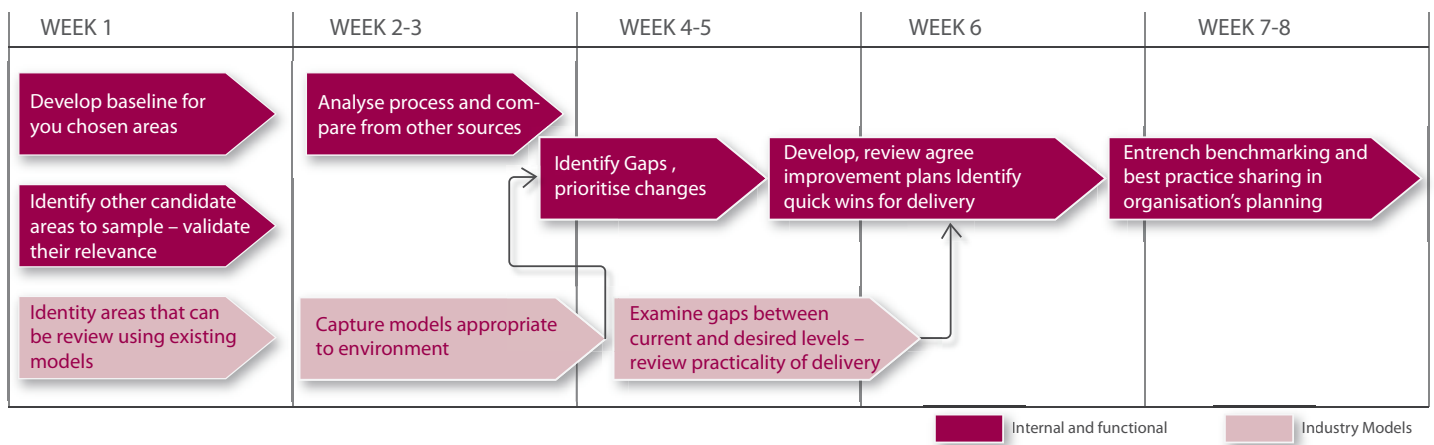 WEEK 1
WEEK 2-3
WEEK 4-5
WEEK 6
WEEK 7-8
Develop baseline for
you chosen areas
Analyse process and com-
pare from other sources
Identify Gaps ,
prioritise changes
Develop, review agree
improvement plans Identify
quick wins for delivery
Entrench benchmarking and
best practice sharing in
organisation’s planning
Identify other candidate
areas to sample – validate
their relevance
Identity areas that can
be review using existing
models
Capture models appropriate
to environment
Examine gaps between
current and desired levels –
review practicality of delivery
Internal and functional
Industry Models